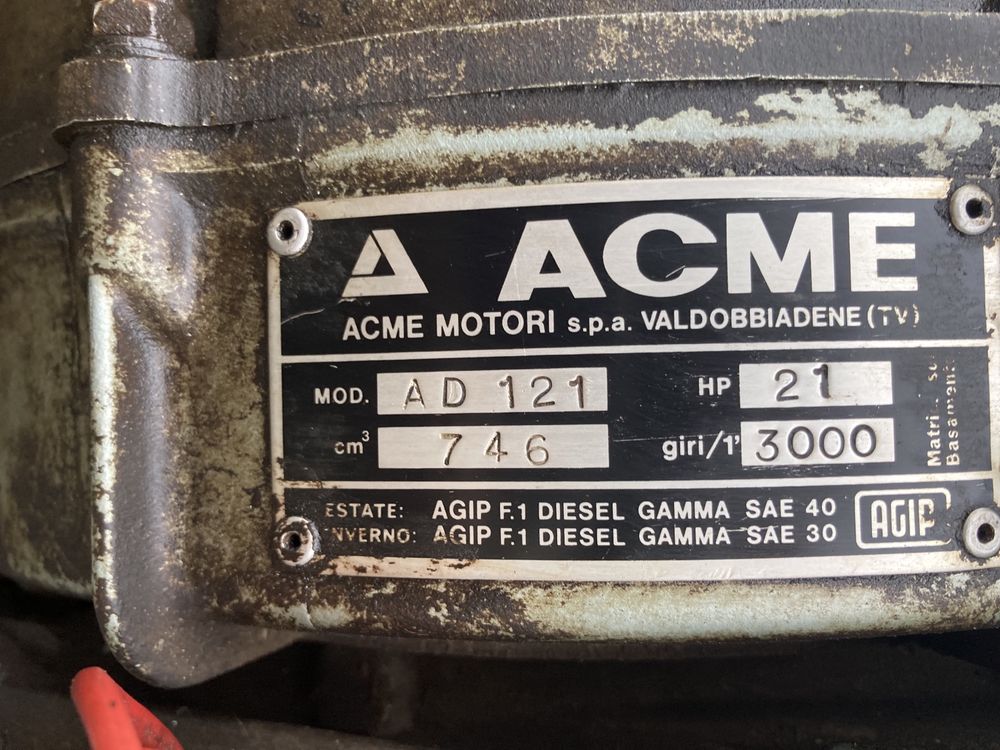 ACME
ACME MOTORI s.p.a. VALDOBBIADENE (TV)
MOD. AD 121 HP 21
cm³ 746 giri/1' 3000
ESTATE: AGIP F.1 DIESEL GAMMA SAE 40
INVERNO: AGIP F.1 DIESEL GAMMA SAE 30
AGIP